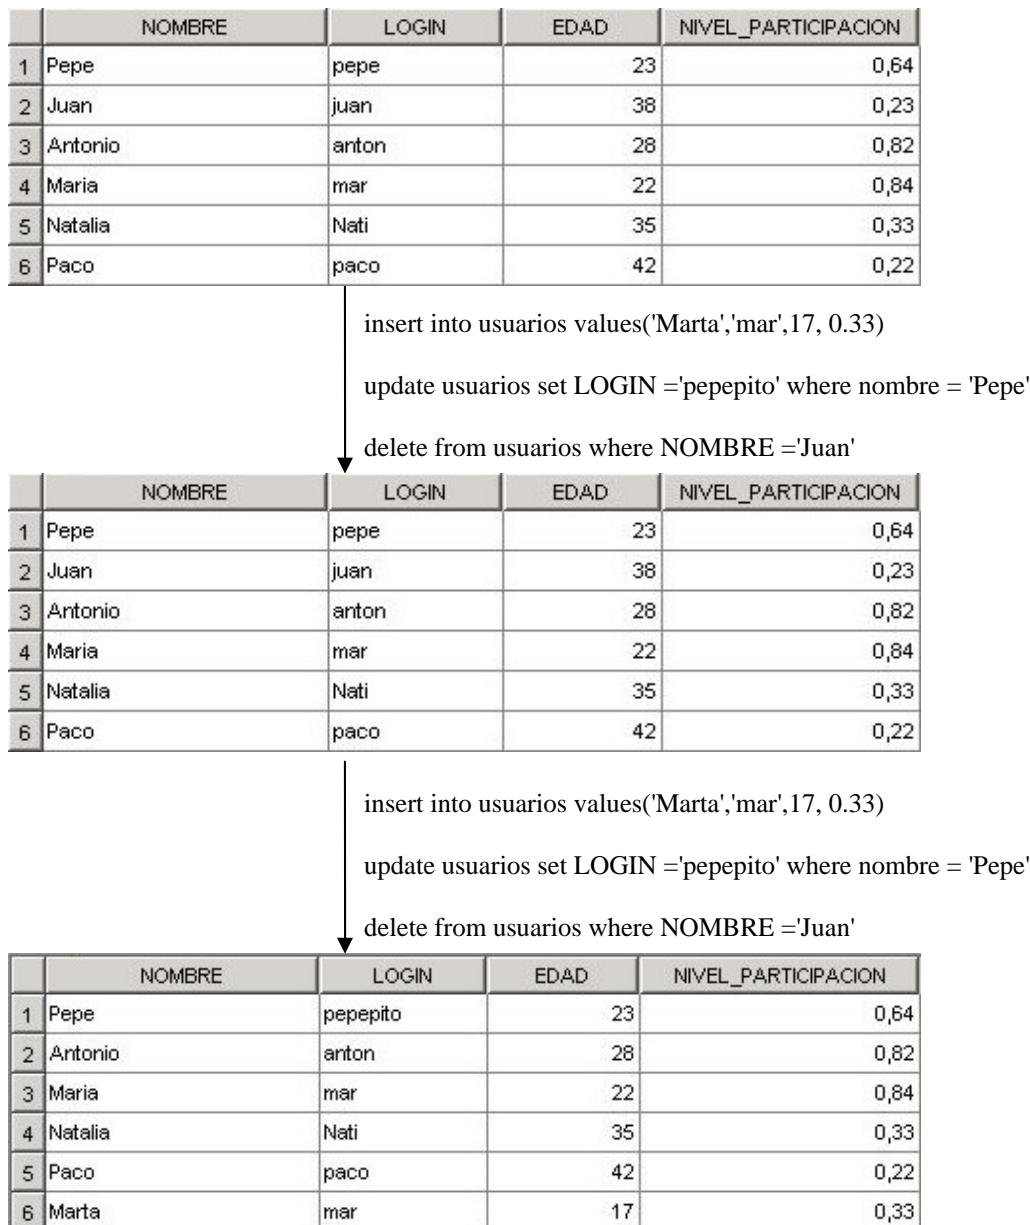 NOMBRE LOGIN EDAD NIVEL_PARTICIPACION
1 Pepe pepe 23 0,64
2 Juan juan 38 0,23
3 Antonio anton 28 0,82
4 Maria mar 22 0,84
5 Natalia Nati 35 0,33
6 Paco paco 42 0,22
insert into usuarios values('Marta','mar',17, 0.33)
update usuarios set LOGIN ='pepepito' where nombre = 'Pepe'
delete from usuarios where NOMBRE ='Juan'
NOMBRE LOGIN EDAD NIVEL_PARTICIPACION
1 Pepe pepe 23 0,64
2 Juan juan 38 0,23
3 Antonio anton 28 0,82
4 Maria mar 22 0,84
5 Natalia Nati 35 0,33
6 Paco paco 42 0,22
insert into usuarios values('Marta','mar',17, 0.33)
update usuarios set LOGIN ='pepepito' where nombre = 'Pepe'
delete from usuarios where NOMBRE ='Juan'
NOMBRE LOGIN EDAD NIVEL_PARTICIPACION
1 Pepe pepepito 23 0,64
2 Antonio anton 28 0,82
3 Maria mar 22 0,84
4 Natalia Nati 35 0,33
5 Paco paco 42 0,22
6 Marta mar 17 0,33